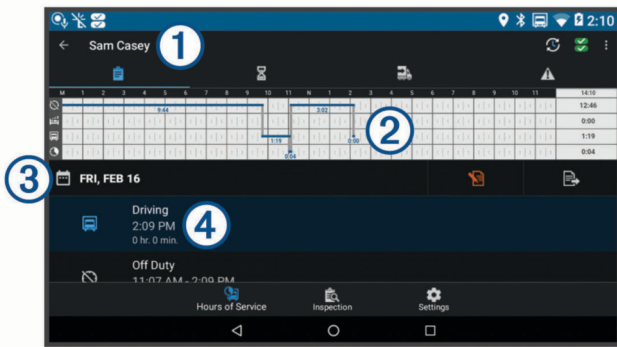 2:10
← Sam Casey
1
M 1 2 3 4 5 6 7 8 9 10 11 N 1 2 3 4 5 6 7 8 9 10 11 14:10
9:44 3:02 12:46
0:00
1:19 0:00 1:19
0:04 0:04
2
3
FRI, FEB 16
Driving
2:09 PM
0 hr. 0 min.
4
Off Duty
11:07 AM - 2:09 PM
Hours of Service Inspection Settings